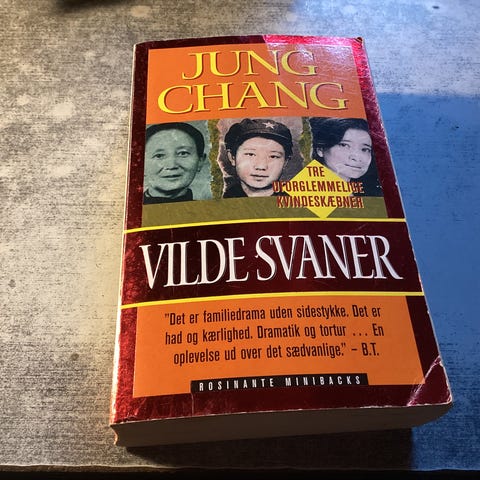 JUNG
CHANG
TRE
UFORGLEMMELIGE
KVINDESKÆBNER
VILDE SVANER
"Det er familiedrama uden sidestykke. Det er
had og kærlighed. Dramatik og tortur ... En
oplevelse ud over det sædvanlige." – B.T.
ROSINANTE MINIBACKS